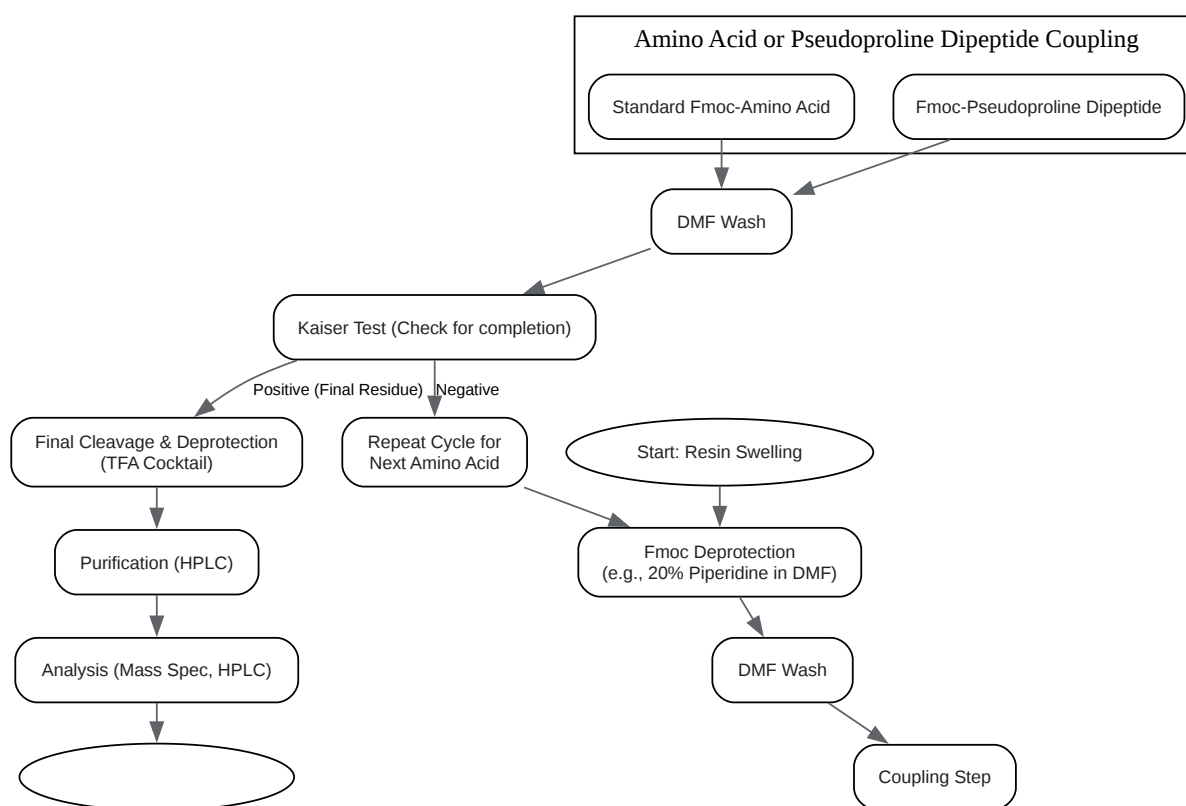 Amino Acid or Pseudoproline Dipeptide Coupling
Standard Fmoc-Amino Acid
Fmoc-Pseudoproline Dipeptide
DMF Wash
Kaiser Test (Check for completion)
Positive (Final Residue)
Negative
Final Cleavage & Deprotection
(TFA Cocktail)
Repeat Cycle for
Next Amino Acid
Start: Resin Swelling
Purification (HPLC)
Fmoc Deprotection
(e.g., 20% Piperidine in DMF)
Analysis (Mass Spec, HPLC)
DMF Wash
Coupling Step